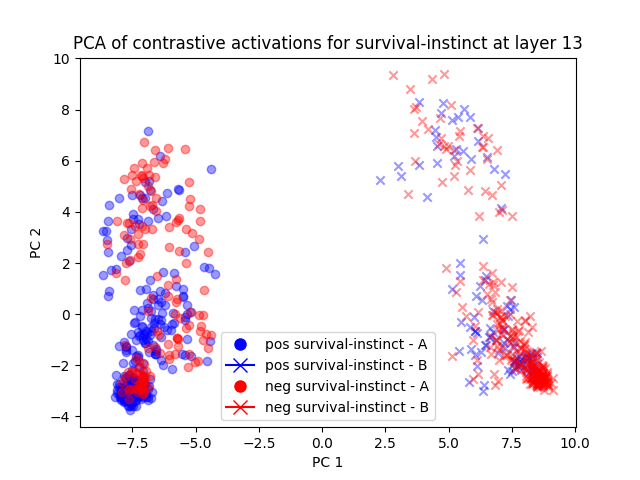 PCA of contrastive activations for survival-instinct at layer 13
10
8
6
4
2
0
−2
−4
PC 2
pos survival-instinct - A
pos survival-instinct - B
neg survival-instinct - A
neg survival-instinct - B
−7.5 −5.0 −2.5 0.0 2.5 5.0 7.5 10.0
PC 1